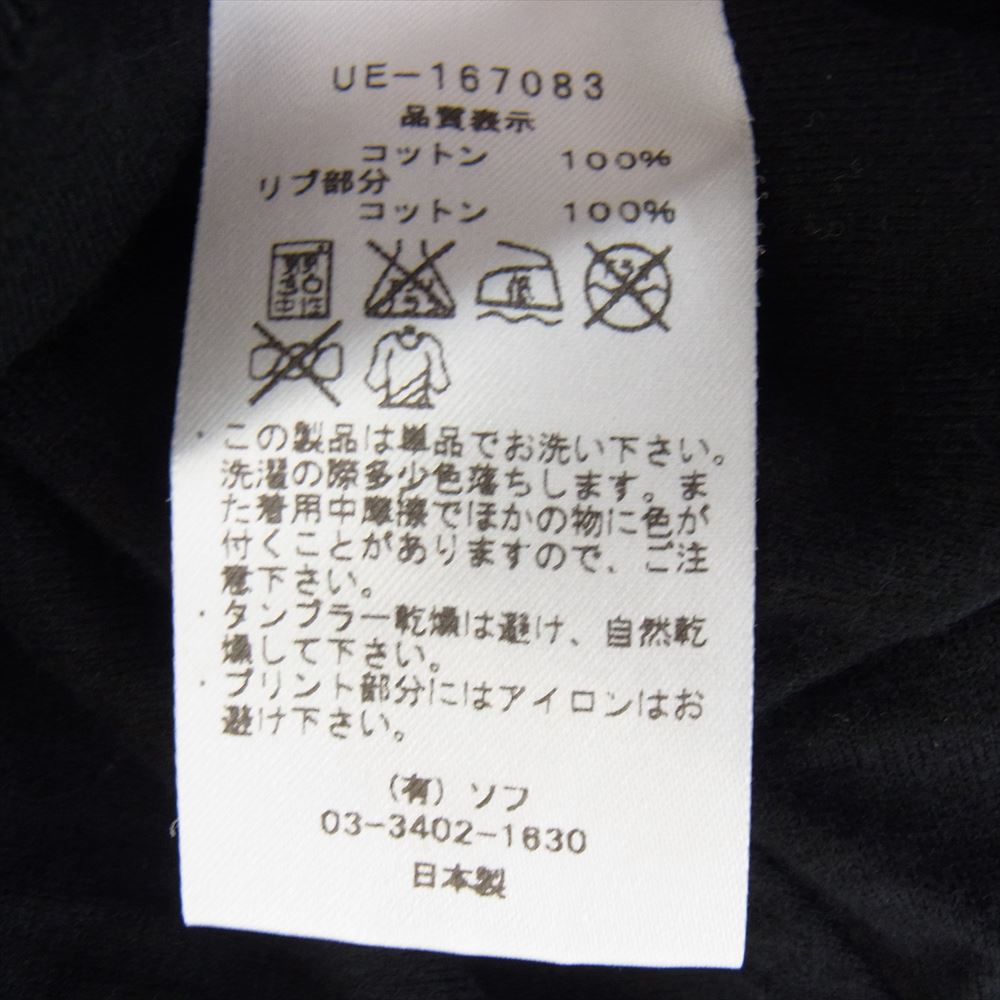 UE-167083
品質表示
コットン 100%
リブ部分
コットン 100%
低
・この製品は単品でお洗い下さい。
洗濯の際多少色落ちします。ま
た着用中摩擦でほかの物に色が
付くことがありますので、ご注
意下さい。
・タンブラー乾燥は避け、自然乾
燥して下さい。
・プリント部分にはアイロンはお
避け下さい。
(有)ソフ
03-3402-1630
日本製